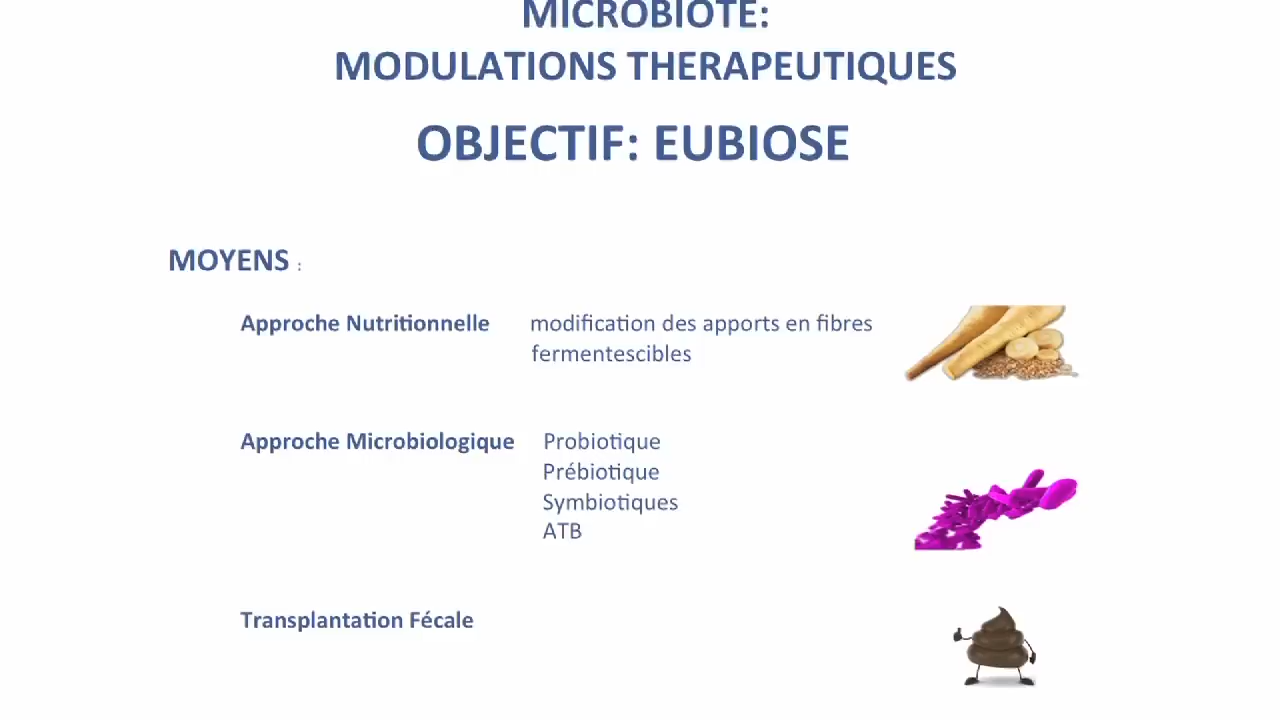 MICROBIOTE:
MODULATIONS THERAPEUTIQUES
OBJECTIF: EUBIOSE
MOYENS :
Approche Nutritionnelle modification des apports en fibres
fermentescibles
Approche Microbiologique Probiotique
Prébiotique
Symbiotiques
ATB
Transplantation Fécale